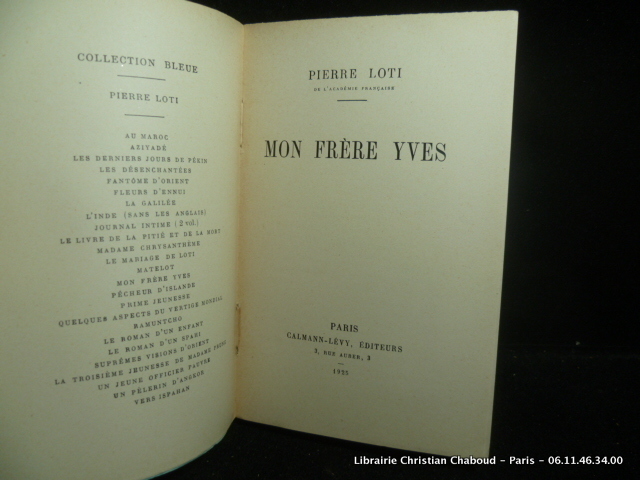 COLLECTION BLEUE
PIERRE LOTI
AU MAROC
AZIYADÉ
LES DERNIERS JOURS DE PÉKIN
LES DÉSENCHANTÉES
FANTÔME D'ORIENT
FLEURS D'ENNUI
LA GALILÉE
L'INDE (SANS LES ANGLAIS)
JOURNAL INTIME (2 vol.)
LE LIVRE DE LA PITIÉ ET DE LA MORT
MADAME CHRYSANTHÈME
LE MARIAGE DE LOTI
MATELOT
MON FRÈRE YVES
PÊCHEUR D'ISLANDE
PRIME JEUNESSE
QUELQUES ASPECTS DU VERTIGE MONDIAL
RAMUNTCHO
LE ROMAN D'UN ENFANT
LE ROMAN D'UN SPAHI
SUPRÊMES VISIONS D'ORIENT
LA TROISIÈME JEUNESSE DE MADAME PRUNE
UN JEUNE OFFICIER PAUVRE
UN PÈLERIN D'ANGKOR
VERS ISPAHAN
PIERRE LOTI
DE L'ACADÉMIE FRANÇAISE
MON FRÈRE YVES
PARIS
CALMANN-LÉVY, ÉDITEURS
3, RUE AUBER, 3
Librairie Christian Chaboud - Paris - 06.11.46.34.00